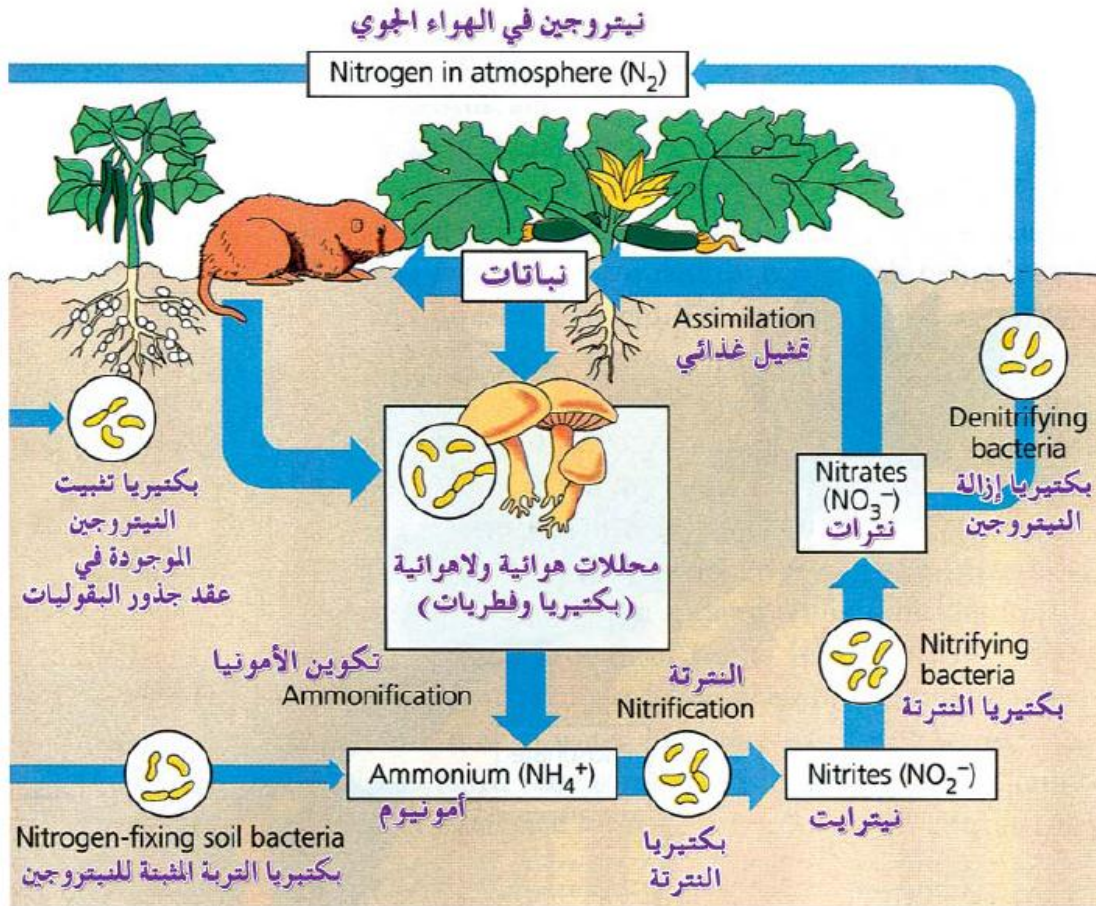 نيتروجين في الهواء الجوي
Nitrogen in atmosphere (N₂)
نباتات
Assimilation
تمثيل غذائي
Denitrifying
bacteria
بكتيريا إزالة
النيتروجين
Nitrates
(NO₃⁻)
نترات
بكتيريا تثبيت
النيتروجين
الموجودة في
عقد جذور البقوليات
محللات هوائية ولاهوائية
(بكتيريا وفطريات)
تكوين الأمونيا
Ammonification
النترتة
Nitrification
Nitrifying
bacteria
بكتيريا النترتة
Ammonium (NH₄⁺)
أمونيوم
Nitrites (NO₂⁻)
نيترايت
بكتيريا
النترتة
Nitrogen-fixing soil bacteria
بكتيريا التربة المثبتة للنيتروجين